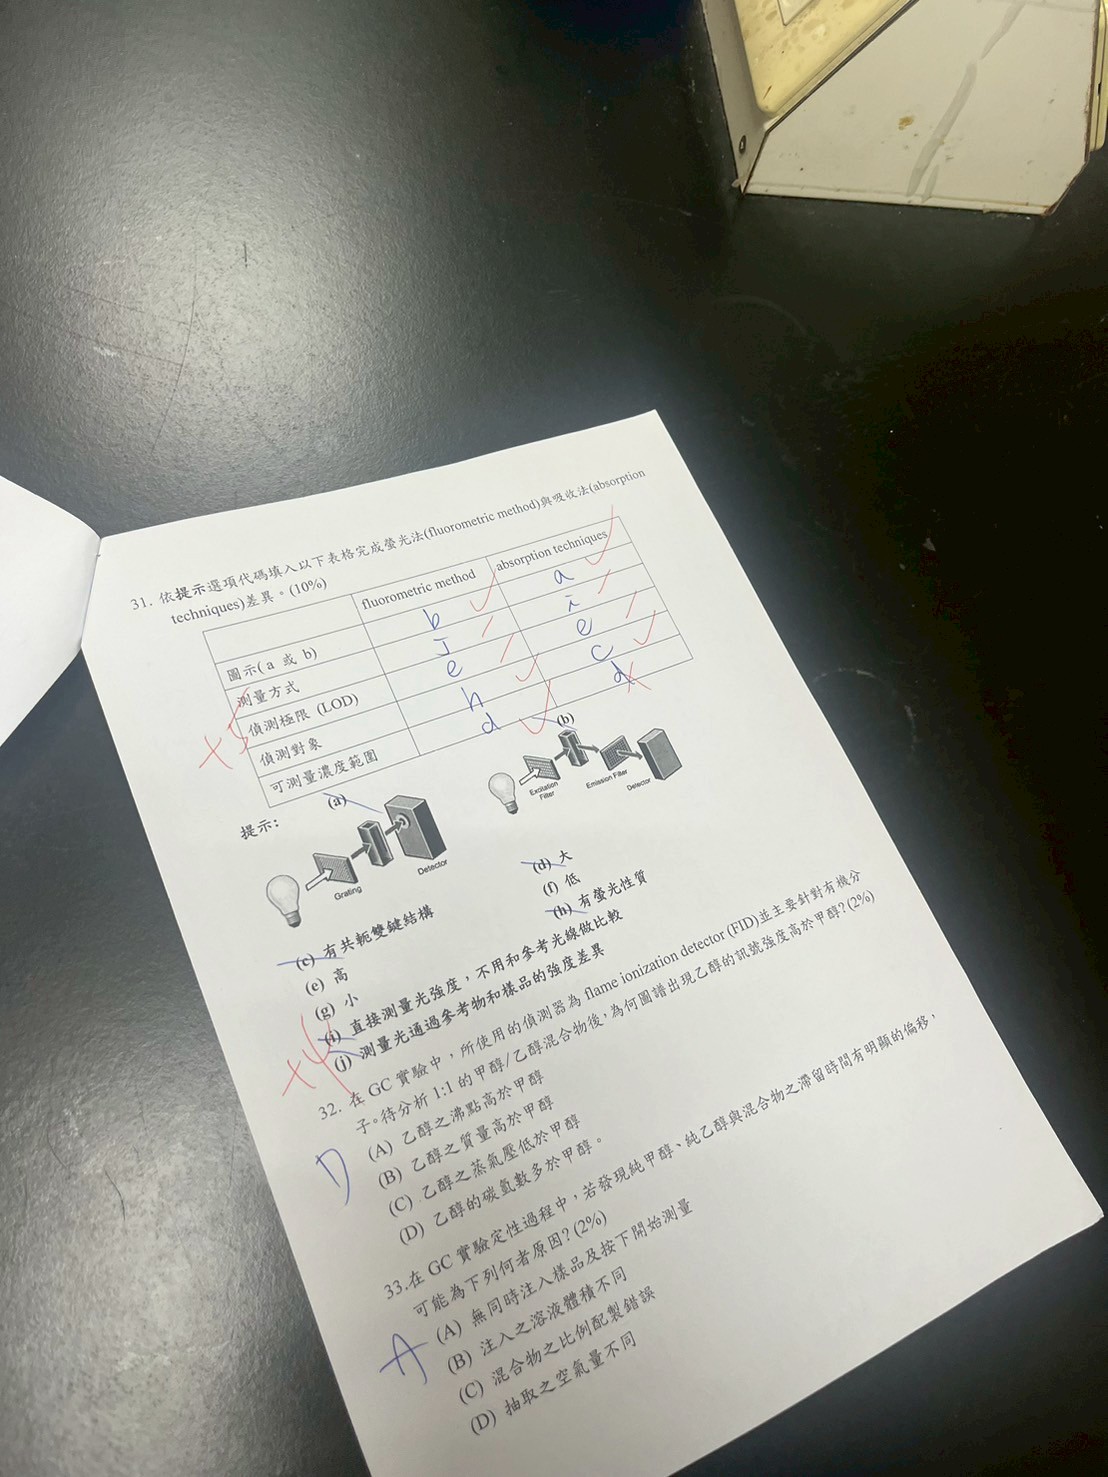 31. 依提示選項代碼填入以下表格完成螢光法(fluorometric method)與吸收法(absorption
techniques)差異。(10%)
fluorometric method absorption techniques
圖示(a 或 b) b a
測量方式 J i
偵測極限 (LOD) e e
偵測對象 h c
可測量濃度範圍 d d
+5
提示:
(a)
Grating
Detector
(b)
Excitation
Filter
Emission Filter
Detector
(c) 有共軛雙鍵結構
(d) 大
(e) 高
(f) 低
(g) 小
(h) 有螢光性質
(i) 直接測量光強度，不用和參考光線做比較
(j) 測量光通過參考物和樣品的強度差異
+4
32. 在 GC 實驗中，所使用的偵測器為 flame ionization detector (FID)並主要針對有機分
子。待分析 1:1 的甲醇/乙醇混合物後，為何圖譜出現乙醇的訊號強度高於甲醇? (2%)
D
(A) 乙醇之沸點高於甲醇
(B) 乙醇之質量高於甲醇
(C) 乙醇之蒸氣壓低於甲醇
(D) 乙醇的碳氫數多於甲醇。
33.在 GC 實驗定性過程中，若發現純甲醇、純乙醇與混合物之滯留時間有明顯的偏移，
可能為下列何者原因? (2%)
A
(A) 無同時注入樣品及按下開始測量
(B) 注入之溶液體積不同
(C) 混合物之比例配製錯誤
(D) 抽取之空氣量不同